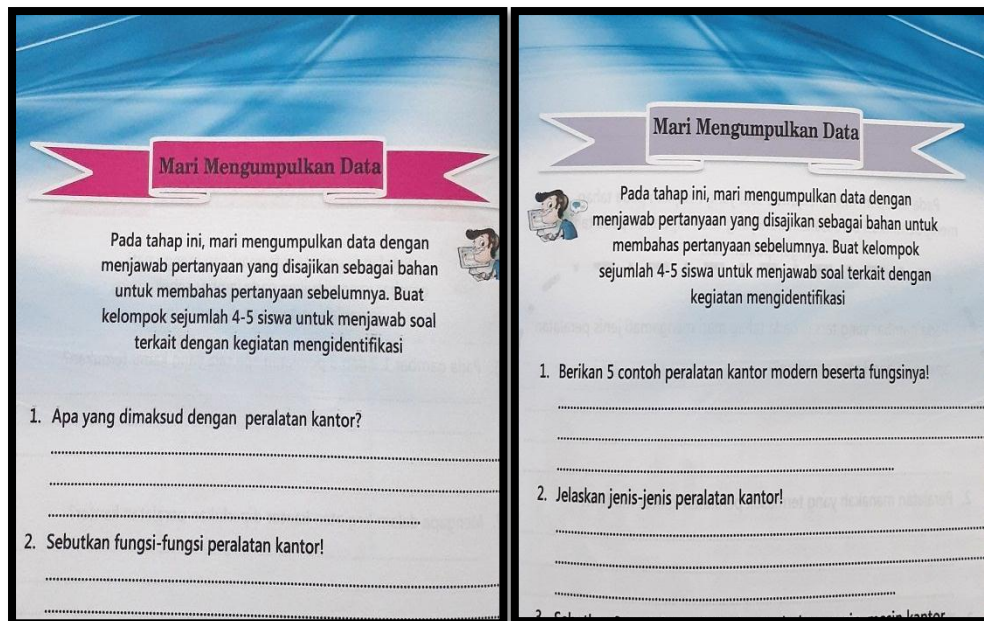 Mari Mengumpulkan Data
Pada tahap ini, mari mengumpulkan data dengan
menjawab pertanyaan yang disajikan sebagai bahan
untuk membahas pertanyaan sebelumnya. Buat
kelompok sejumlah 4-5 siswa untuk menjawab soal
terkait dengan kegiatan mengidentifikasi
1. Apa yang dimaksud dengan peralatan kantor?
2. Sebutkan fungsi-fungsi peralatan kantor!
Mari Mengumpulkan Data
Pada tahap ini, mari mengumpulkan data dengan
menjawab pertanyaan yang disajikan sebagai bahan untuk
membahas pertanyaan sebelumnya. Buat kelompok
sejumlah 4-5 siswa untuk menjawab soal terkait dengan
kegiatan mengidentifikasi
1. Berikan 5 contoh peralatan kantor modern beserta fungsinya!
2. Jelaskan jenis-jenis peralatan kantor!